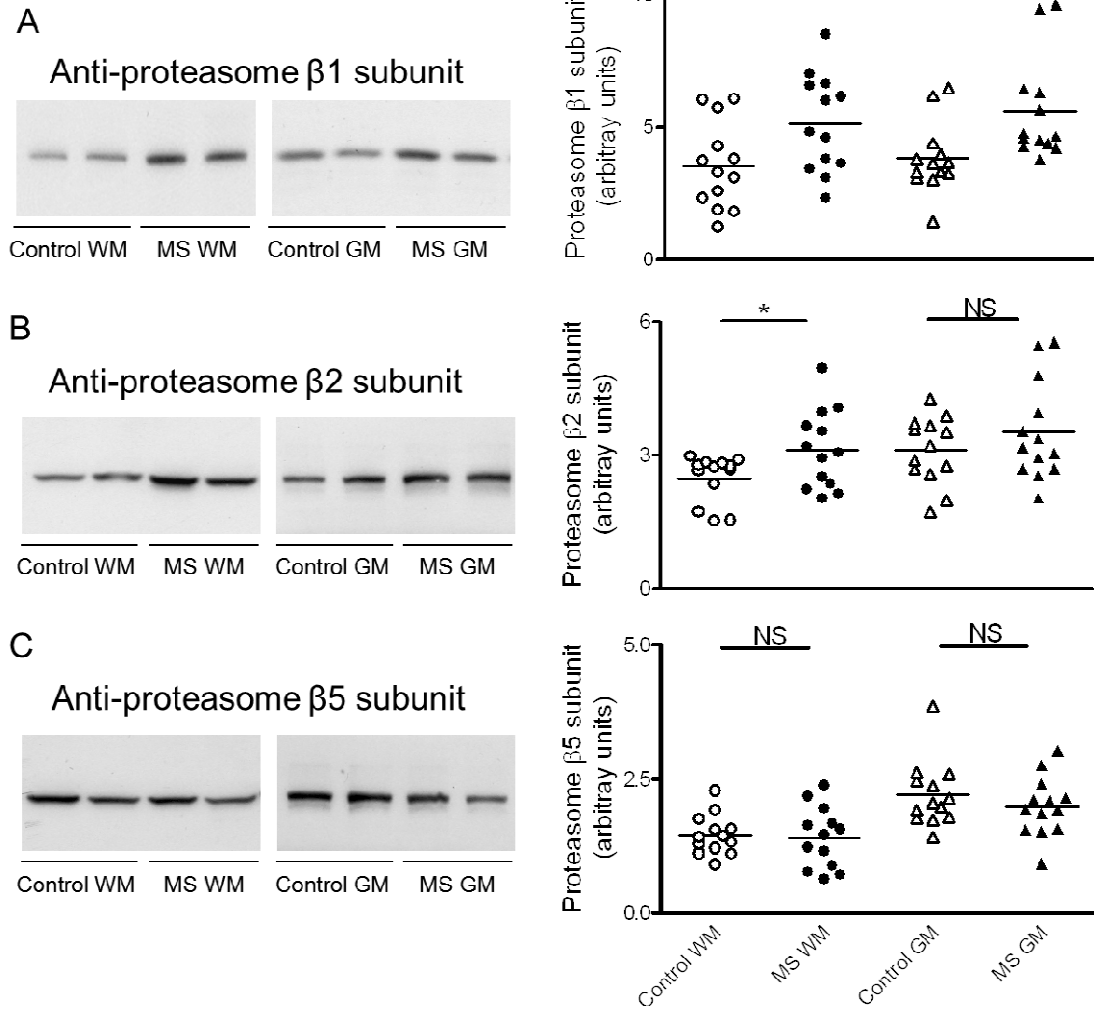 A
Anti-proteasome β1 subunit
Control WM
MS WM
Control GM
MS GM
Proteasome β1 subunit
(arbitray units)
5
0
B
Anti-proteasome β2 subunit
Control WM
MS WM
Control GM
MS GM
Proteasome β2 subunit
(arbitray units)
6
3
0
*
NS
C
Anti-proteasome β5 subunit
Control WM
MS WM
Control GM
MS GM
Proteasome β5 subunit
(arbitray units)
5.0
2.5
0.0
NS
NS
Control WM
MS WM
Control GM
MS GM